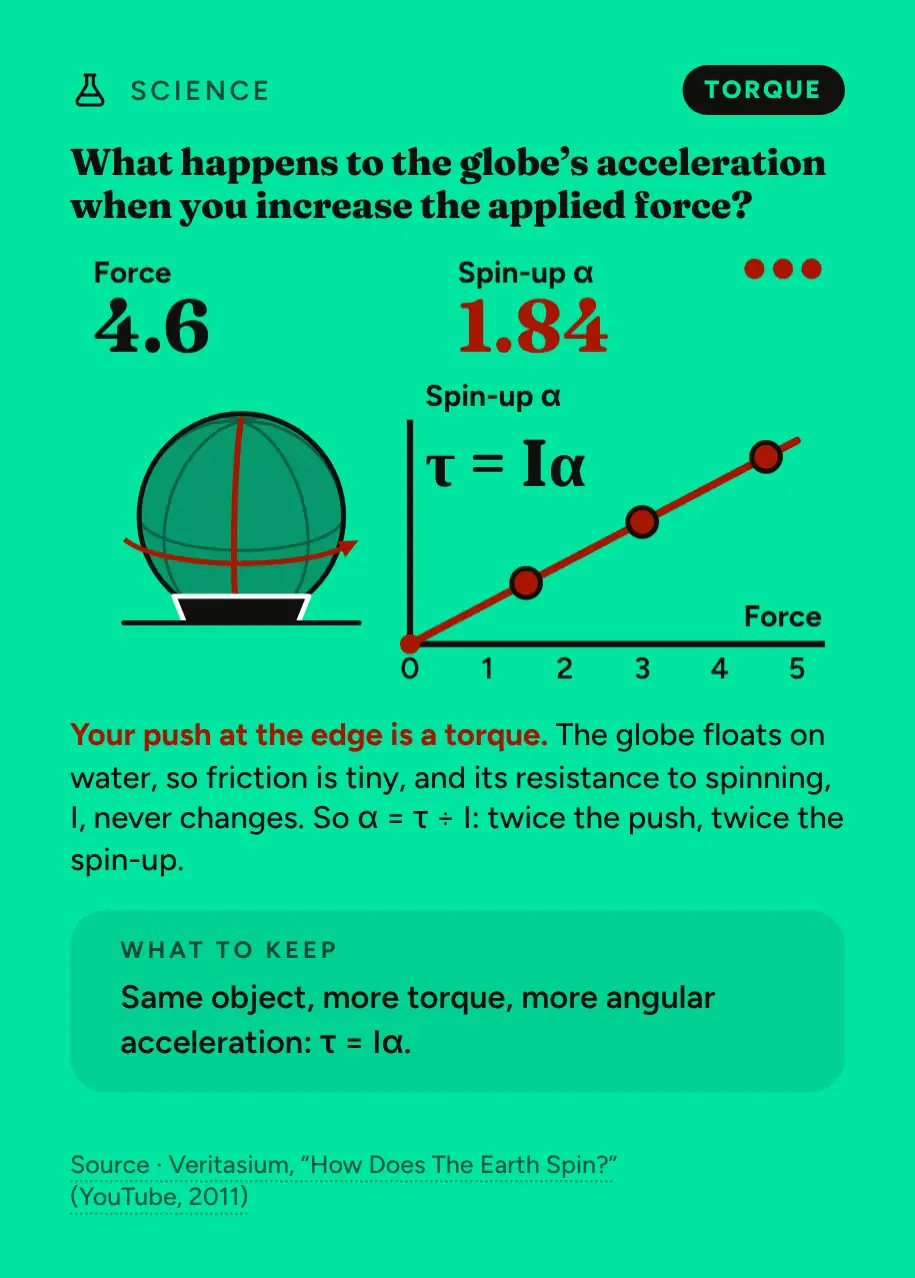 SCIENCE
TORQUE
What happens to the globe’s acceleration
when you increase the applied force?
Force
4.6
Spin-up α
1.84
Spin-up α
τ = Iα
Force
0 1 2 3 4 5
Your push at the edge is a torque. The globe floats on
water, so friction is tiny, and its resistance to spinning,
I, never changes. So α = τ ÷ I: twice the push, twice the
spin-up.
WHAT TO KEEP
Same object, more torque, more angular
acceleration: τ = Iα.
Source · Veritasium, “How Does The Earth Spin?”
(YouTube, 2011)